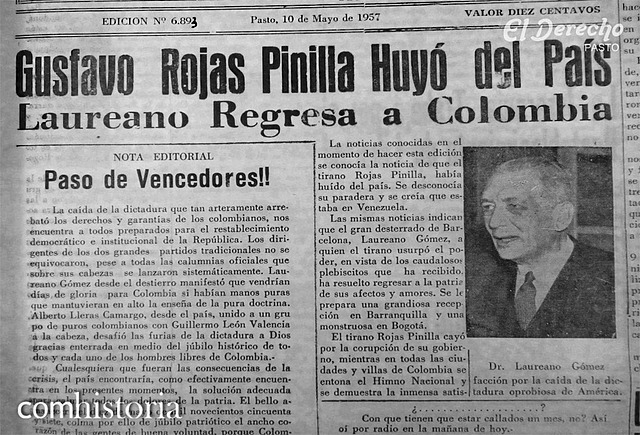 EDICION Nº 6.893
Pasto, 10 de Mayo de 1957
VALOR DIEZ CENTAVOS
El Derecho
PASTO
Gustavo Rojas Pinilla Huyó del País
Laureano Regresa a Colombia
NOTA EDITORIAL
Paso de Vencedores!!
La caída de la dictadura que tan arteramente arre-
bató los derechos y garantías de los colombianos, nos
encuentra a todos preparados para el restablecimiento
democrático e institucional de la República. Los diri-
gentes de los dos grandes partidos tradicionales no se
equivocaron, pese a todas las calumnias oficiales que
sobre sus cabezas se lanzaron sistemáticamente. Lau-
reano Gómez desde el destierro manifestó que vendrían
días de gloria para Colombia si habían manos puras
que mantuvieran en alto la enseña de la pura doctrina.
Alberto Lleras Camargo, desde el país, unido a un gru
po de puros colombianos con Guillermo León Valencia
a la cabeza, desafió las furias de la dictadura a Dios
gracias enterrada en medio del júbilo histórico de to-
dos y cada uno de los hombres libres de Colombia.-
Cualesquiera que fueran las consecuencias de la
crisis, el país encontraría, como efectivamente encuen-
tra en los presentes momentos, la solución adecuada
de la patria. El bello a-
mil novecientos cincuenta
y siete, colma por ello de júbilo patriótico el ancho co-
razón de las gentes de buena voluntad, porque Colom-
La noticias conocidas en el
momento de hacer esta edición
se conocía la noticia de que el
tirano Rojas Pinilla, había
huído del país. Se desconocía
su paradera y se creía que es-
taba en Venezuela.
Las mismas noticias indican
que el gran desterrado de Bar-
celona, Laureano Gómez, a
quien el tirano usurpó el po-
der, en vista de los caudalosos
plebiscitos que ha recibido,
ha resuelto regresar a la patria
de sus afectos y amores. Se le
prepara una grandiosa recep
ción en Barranquilla y una
monstruosa en Bogotá.
El tirano Rojas Pinilla cayó
por la corupción de su gobier-
no, mientras en todas las ciu-
dades y villas de Colombia se
entona el Himno Nacional y
se demuestra la inmensa satis-
Dr. Laureano Gómez
facción por la caída de la dic-
tadura oprobiosa de América.
¿.....................?
Con que tienen que estar callados un mes, no? Así
oí por radio en la mañana de hoy.
comhistoria